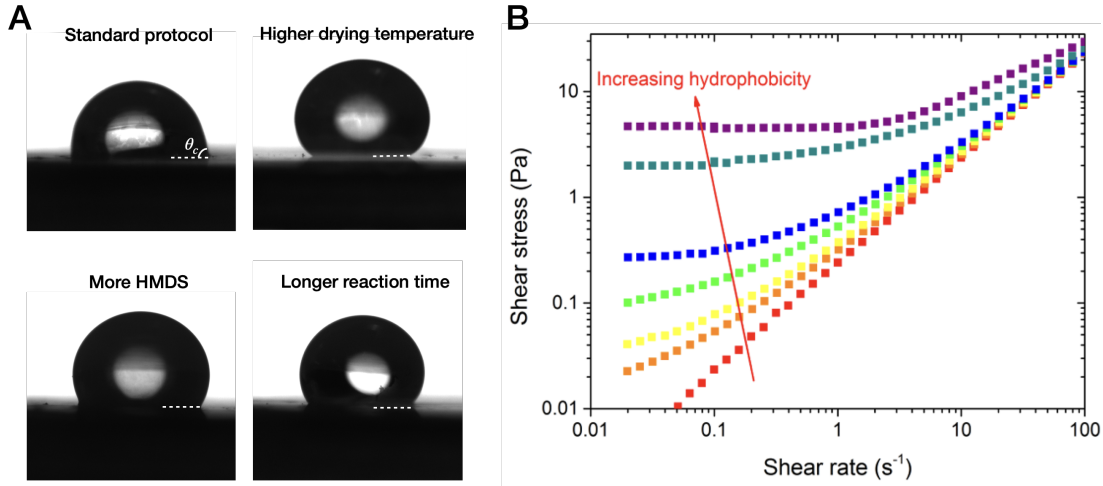 A
Standard protocol
Higher drying temperature
θc
More HMDS
Longer reaction time
B
Increasing hydrophobicity
Shear stress (Pa)
10
1
0.1
0.01
0.01 0.1 1 10 100
Shear rate (s⁻¹)